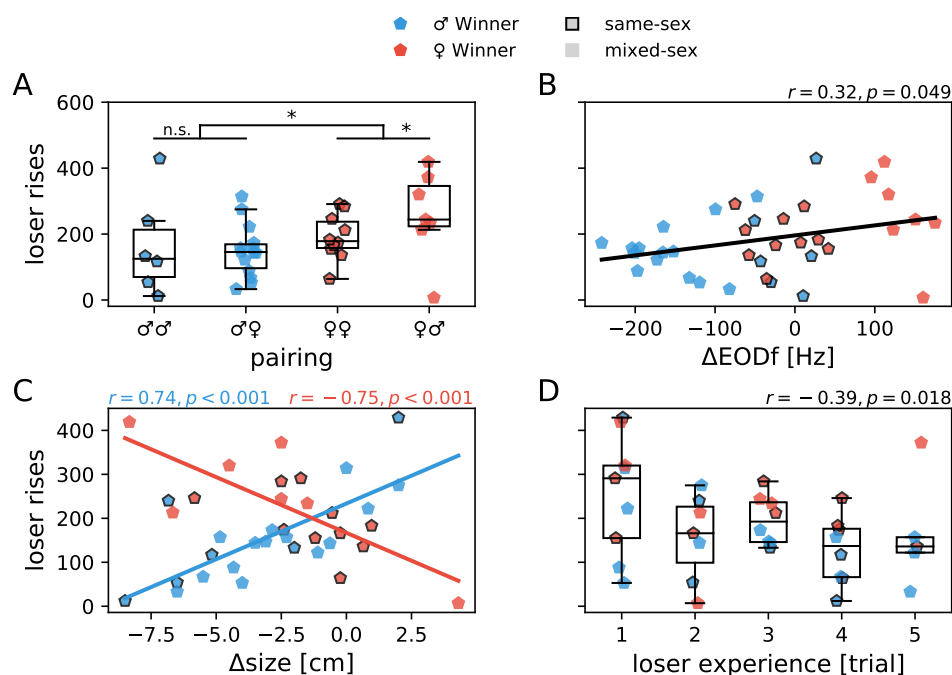 ♂ Winner
same-sex
♀ Winner
mixed-sex
A
B
r = 0.32, p = 0.049
600
400
200
0
loser rises
n.s.
*
*
♂♂
♂♀
♀♀
♀♂
pairing
−200
−100
0
100
ΔEODf [Hz]
C
D
r = 0.74, p < 0.001
r = −0.75, p < 0.001
r = −0.39, p = 0.018
400
300
200
100
0
loser rises
−7.5
−5.0
−2.5
0.0
2.5
Δsize [cm]
1
2
3
4
5
loser experience [trial]